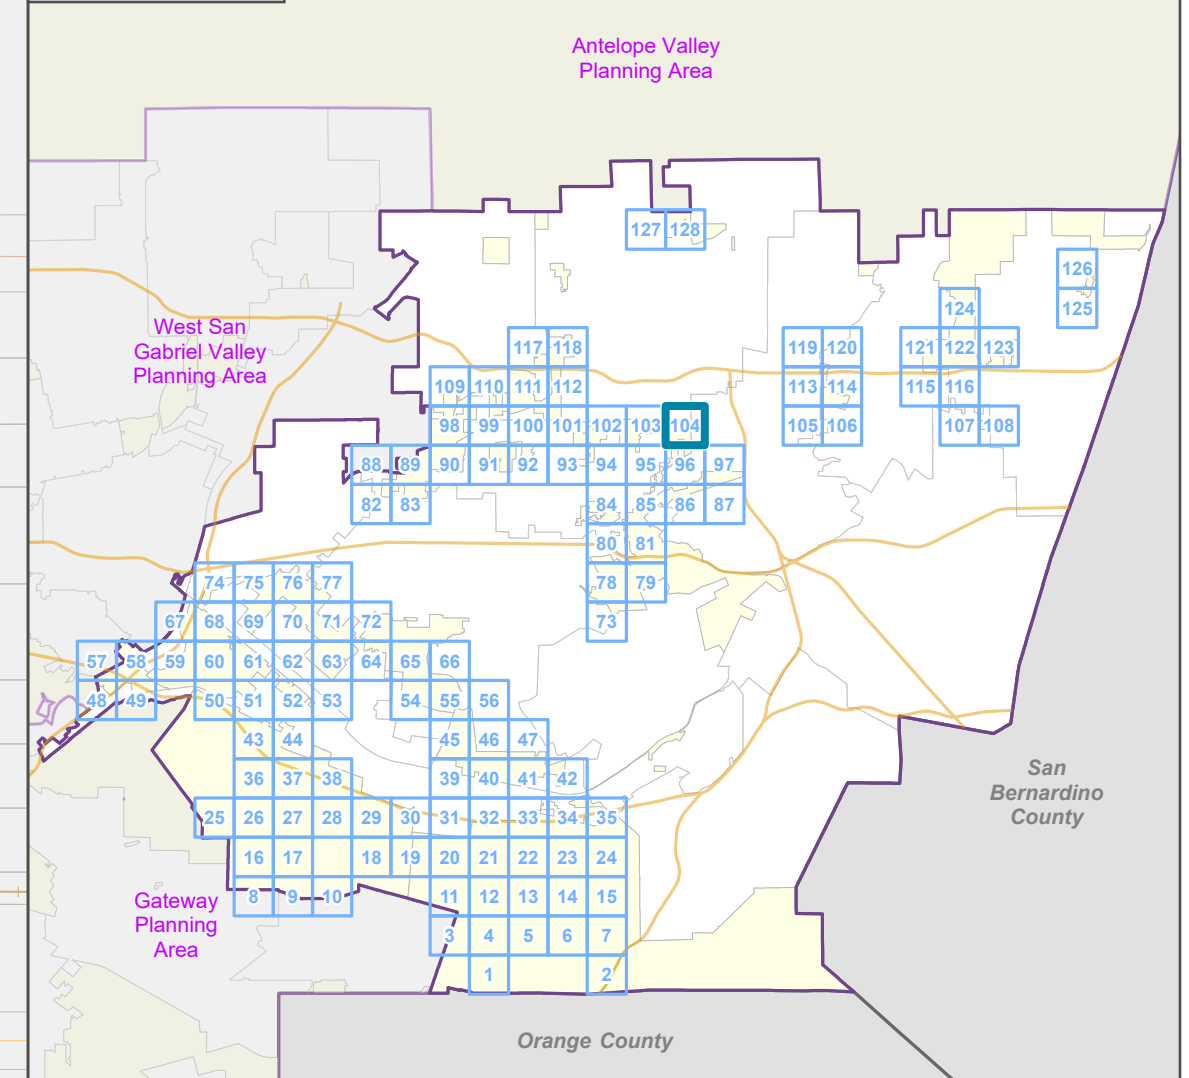 Antelope Valley
Planning Area
127 128
126
125
124
West San
Gabriel Valley
Planning Area
117 118
119 120
121 122 123
109 110 111 112
113 114
115 116
98 99 100 101 102 103 104
105 106
107 108
88 89 90 91 92 93 94 95 96 97
82 83
84 85 86 87
80 81
74 75 76 77
78 79
67 68 69 70 71 72
73
57 58 59 60 61 62 63 64 65 66
48 49 50 51 52 53 54 55 56
43 44 45 46 47
36 37 38 39 40 41 42
San
Bernardino
County
25 26 27 28 29 30 31 32 33 34 35
16 17 18 19 20 21 22 23 24
8 9 10 11 12 13 14 15
Gateway
Planning
Area
3 4 5 6 7
1 2
Orange County